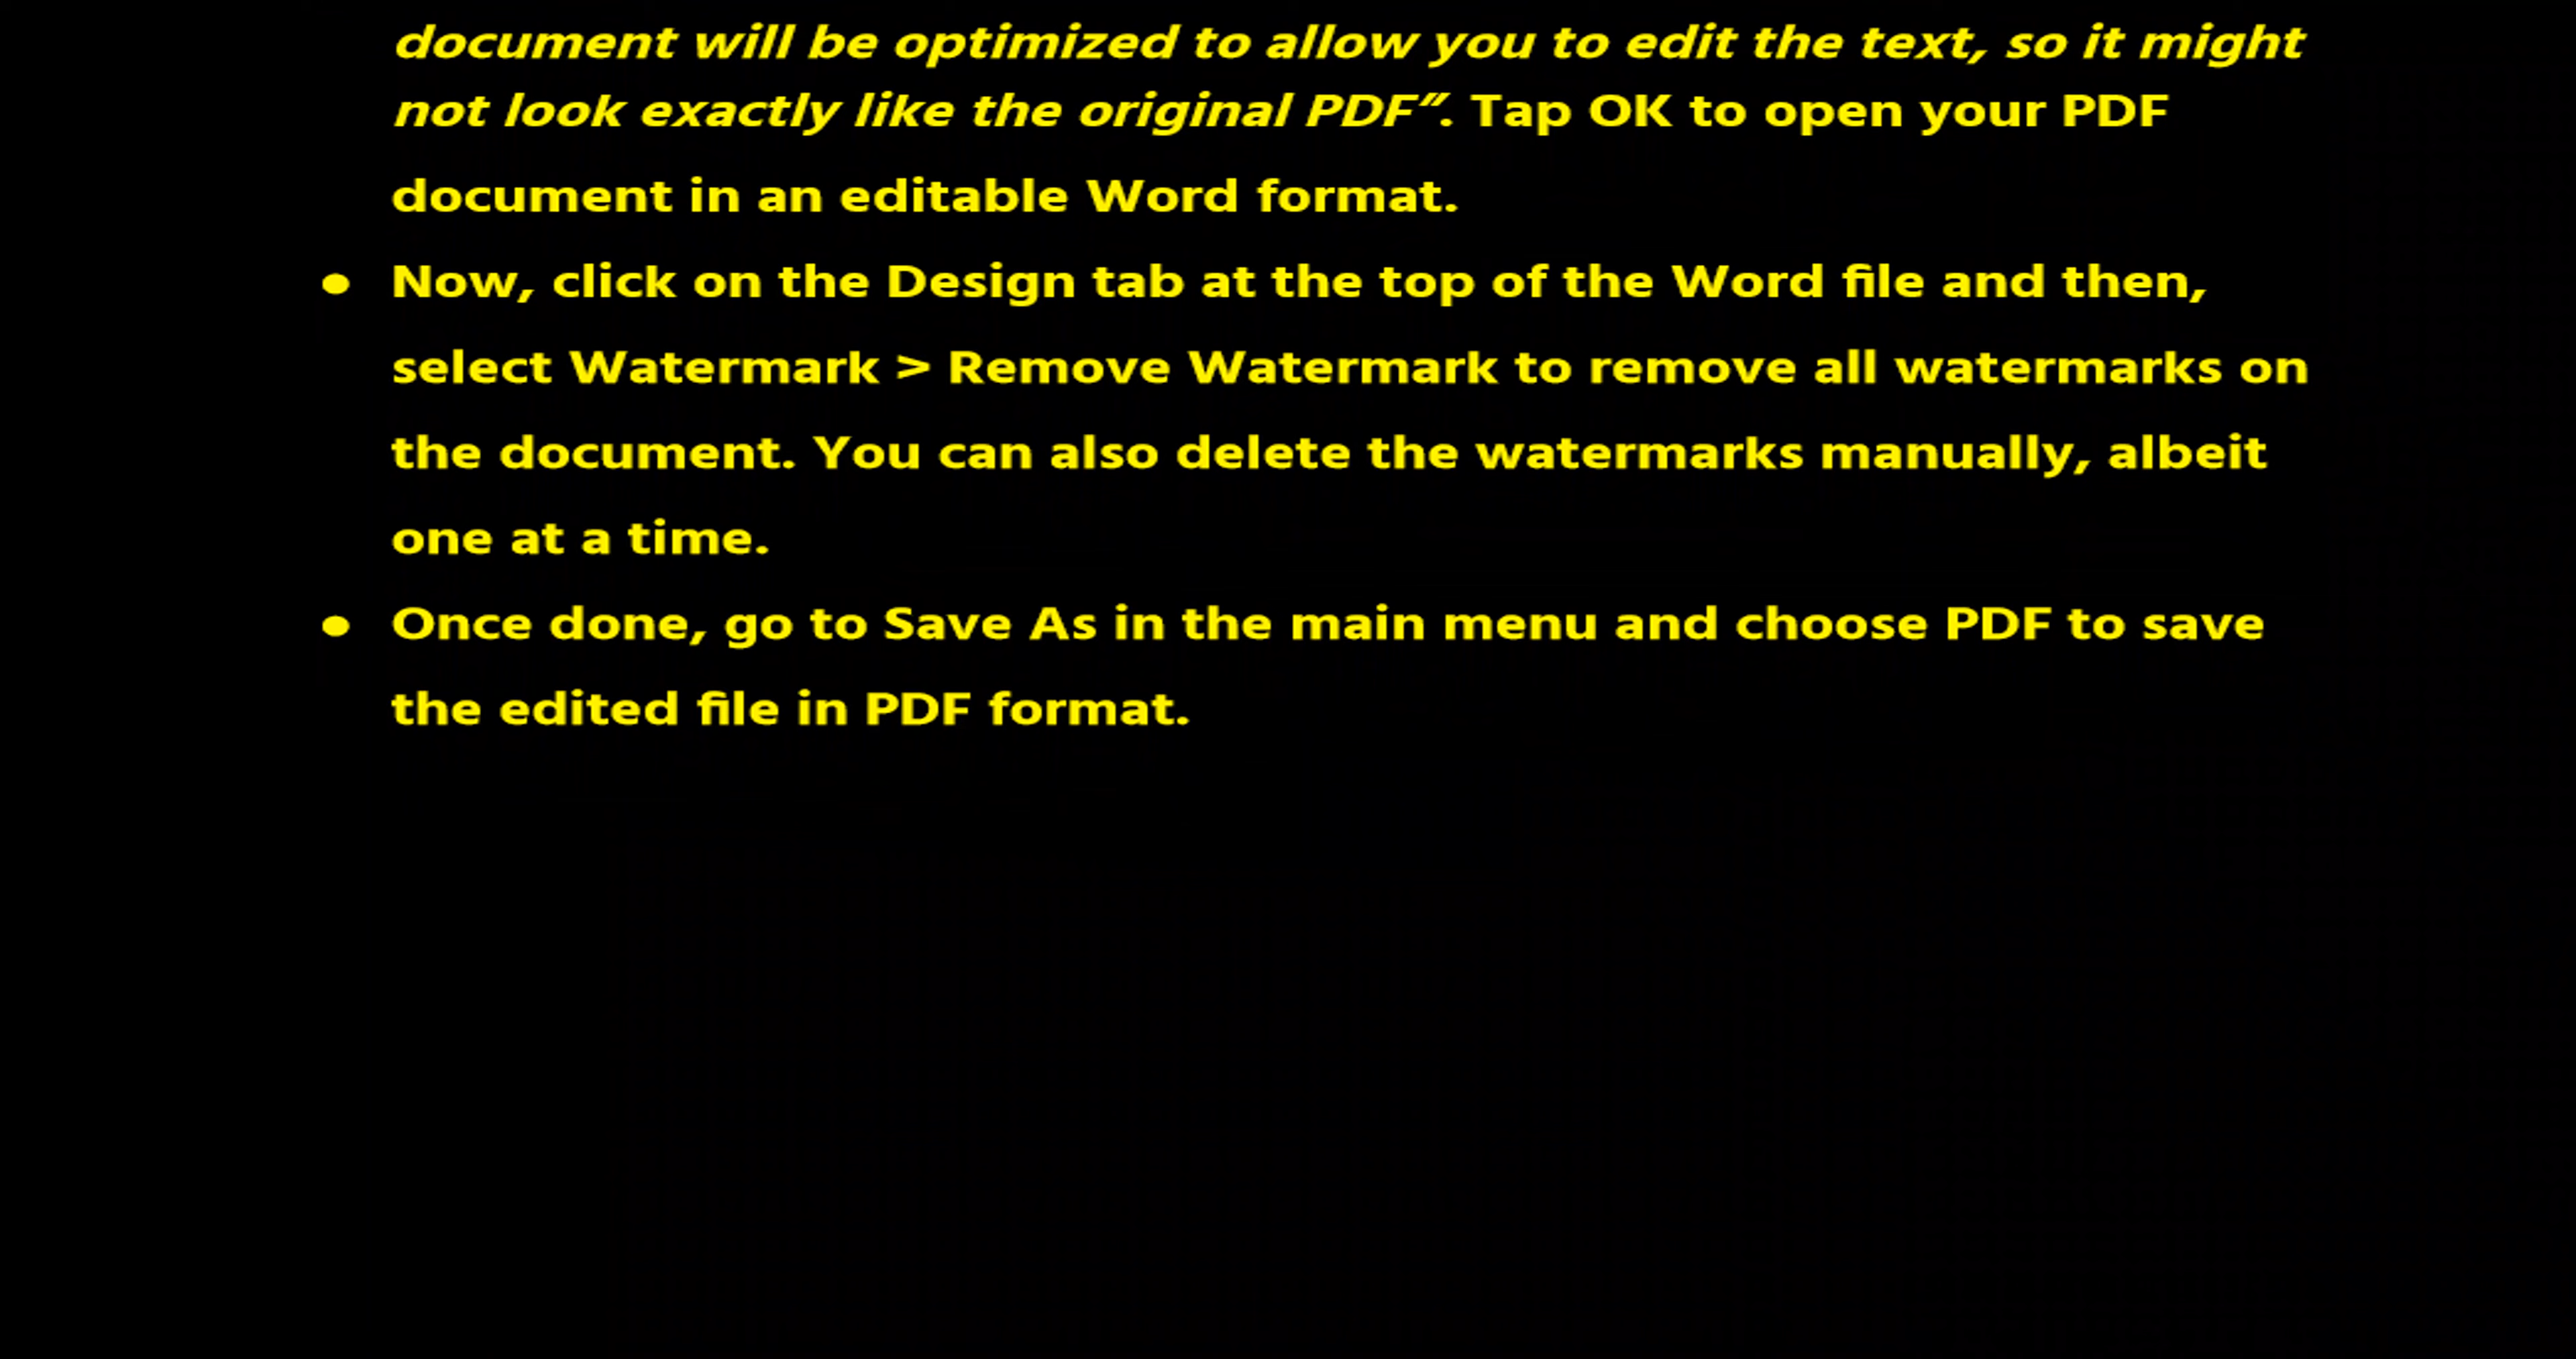 document will be optimized to allow you to edit the text, so it might
not look exactly like the original PDF". Tap OK to open your PDF
document in an editable Word format.
• Now, click on the Design tab at the top of the Word file and then,
select Watermark > Remove Watermark to remove all watermarks on
the document. You can also delete the watermarks manually, albeit
one at a time.
• Once done, go to Save As in the main menu and choose PDF to save
the edited file in PDF format.